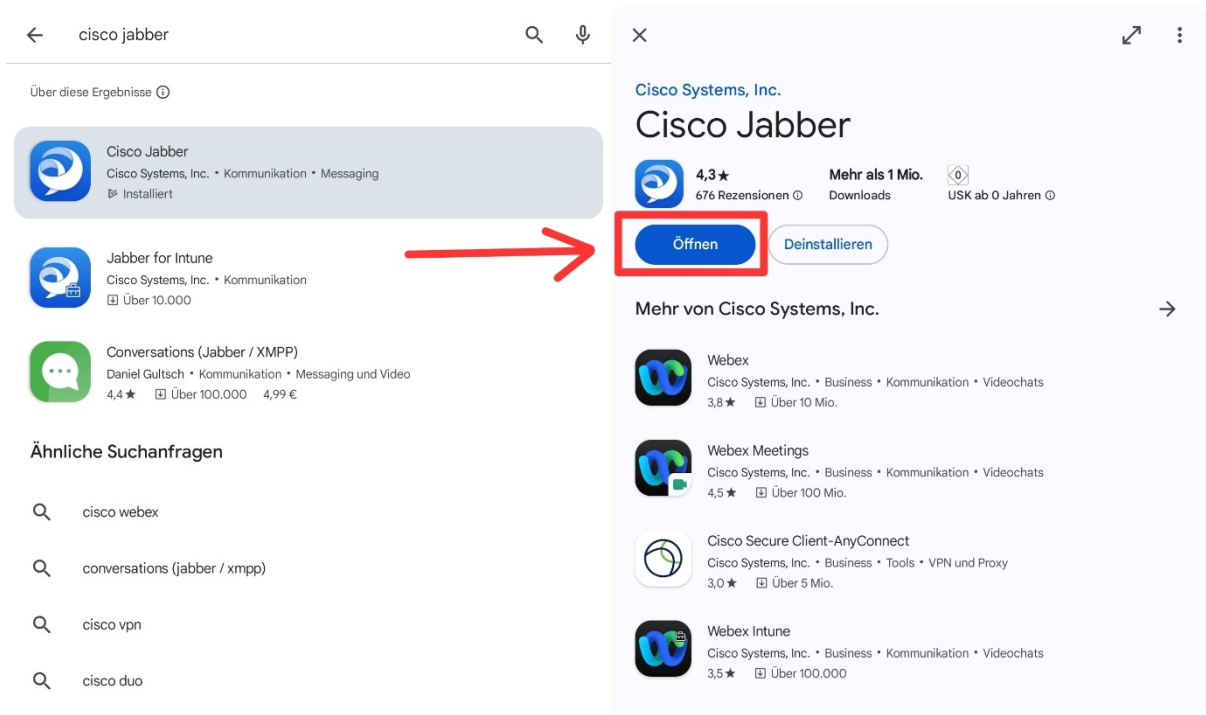 cisco jabber
Über diese Ergebnisse
Cisco Jabber
Cisco Systems, Inc. • Kommunikation • Messaging
Installiert
Jabber for Intune
Cisco Systems, Inc. • Kommunikation
Über 10.000
Conversations (Jabber / XMPP)
Daniel Gultsch • Kommunikation • Messaging und Video
4,4 ★ Über 100.000 4,99 €
Ähnliche Suchanfragen
cisco webex
conversations (jabber / xmpp)
cisco vpn
cisco duo
Cisco Systems, Inc.
Cisco Jabber
4,3 ★ Mehr als 1 Mio. 0
676 Rezensionen Downloads USK ab 0 Jahren
Öffnen Deinstallieren
Mehr von Cisco Systems, Inc.
Webex
Cisco Systems, Inc. • Business • Kommunikation • Videochats
3,8 ★ Über 10 Mio.
Webex Meetings
Cisco Systems, Inc. • Business • Kommunikation • Videochats
4,5 ★ Über 100 Mio.
Cisco Secure Client-AnyConnect
Cisco Systems, Inc. • Business • Tools • VPN und Proxy
3,0 ★ Über 5 Mio.
Webex Intune
Cisco Systems, Inc. • Business • Kommunikation • Videochats
3,5 ★ Über 100.000